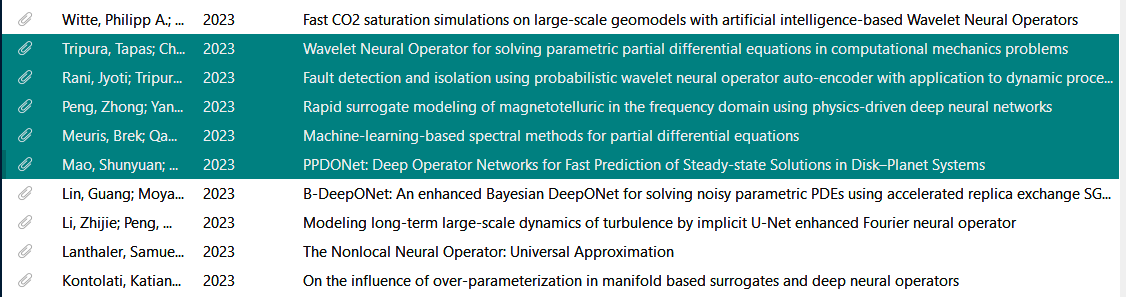 Witte, Philipp A.; ... 2023 Fast CO2 saturation simulations on large-scale geomodels with artificial intelligence-based Wavelet Neural Operators
Tripura, Tapas; Ch... 2023 Wavelet Neural Operator for solving parametric partial differential equations in computational mechanics problems
Rani, Jyoti; Tripur... 2023 Fault detection and isolation using probabilistic wavelet neural operator auto-encoder with application to dynamic proce...
Peng, Zhong; Yan... 2023 Rapid surrogate modeling of magnetotelluric in the frequency domain using physics-driven deep neural networks
Meuris, Brek; Qa... 2023 Machine-learning-based spectral methods for partial differential equations
Mao, Shunyuan; ... 2023 PPDONet: Deep Operator Networks for Fast Prediction of Steady-state Solutions in Disk–Planet Systems
Lin, Guang; Moya... 2023 B-DeepONet: An enhanced Bayesian DeepONet for solving noisy parametric PDEs using accelerated replica exchange SG...
Li, Zhijie; Peng, ... 2023 Modeling long-term large-scale dynamics of turbulence by implicit U-Net enhanced Fourier neural operator
Lanthaler, Samue... 2023 The Nonlocal Neural Operator: Universal Approximation
Kontolati, Katian... 2023 On the influence of over-parameterization in manifold based surrogates and deep neural operators